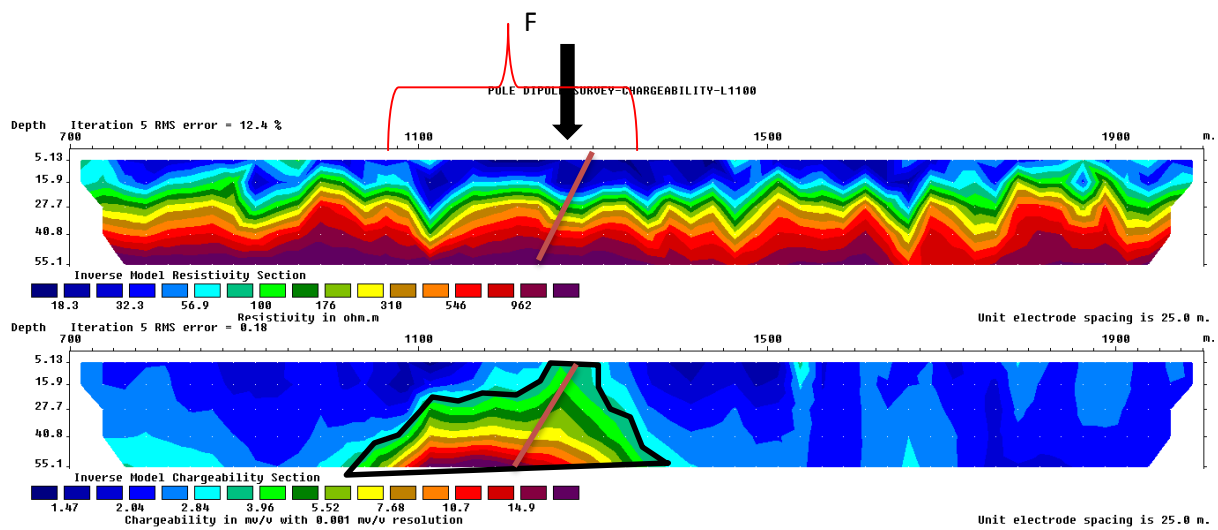 F
POLE DIPOLE SURVEY-CHARGEABILITY-L1100
Depth Iteration 5 RMS error = 12.4 %
700 1100 1500 1900 m.
5.13
15.9
27.7
40.8
55.1
Inverse Model Resistivity Section
18.3 32.3 56.9 100 176 310 546 962
Resistivity in ohm.m
Unit electrode spacing is 25.0 m.
Depth Iteration 5 RMS error = 0.18
700 1100 1500 1900 m.
5.13
15.9
27.7
40.8
55.1
Inverse Model Chargeability Section
1.47 2.04 2.84 3.96 5.52 7.68 10.7 14.9
Chargeability in mv/v with 0.001 mv/v resolution
Unit electrode spacing is 25.0 m.